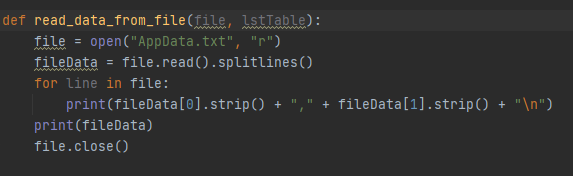 def read_data_from_file(file, lstTable):
    file = open("AppData.txt", "r")
    fileData = file.read().splitlines()
    for line in file:
        print(fileData[0].strip() + "," + fileData[1].strip() + "\n")
    print(fileData)
    file.close()